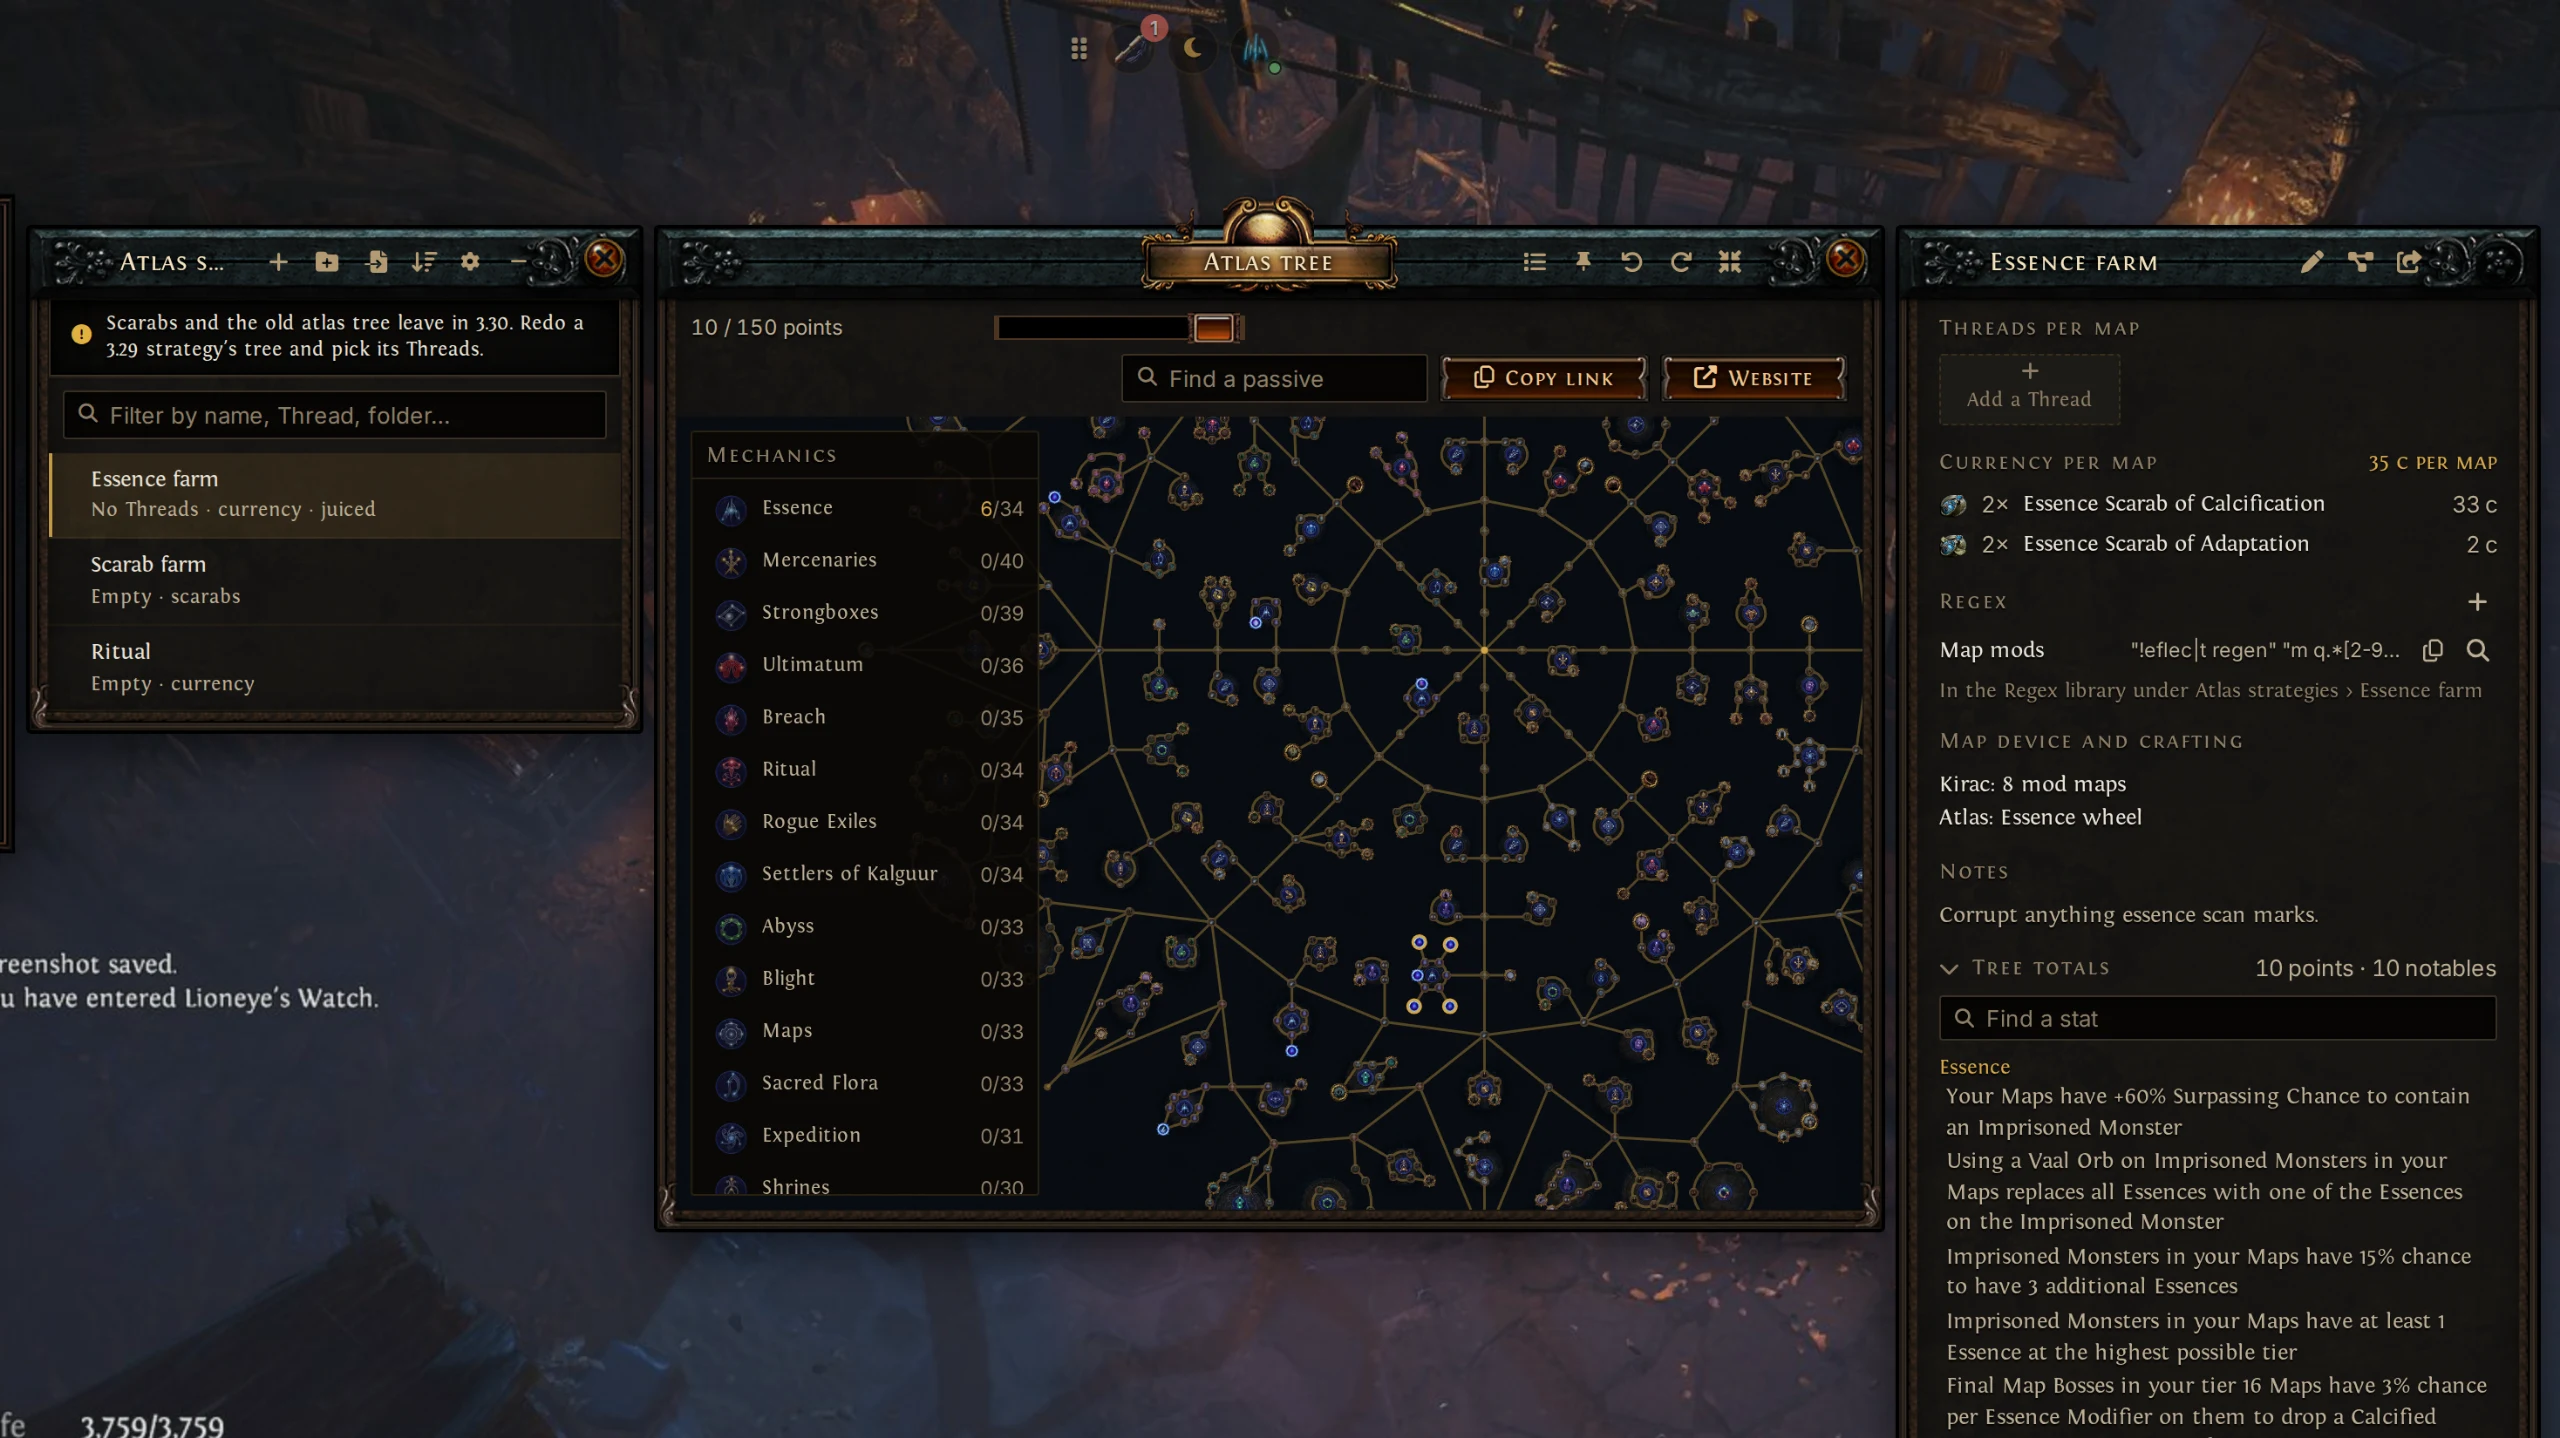 1
Atlas s...
Scarabs and the old atlas tree leave in 3.30. Redo a
3.29 strategy's tree and pick its Threads.
Filter by name, Thread, folder...
Essence farm
No Threads · currency · juiced
Scarab farm
Empty · scarabs
Ritual
Empty · currency
reenshot saved.
u have entered Lioneye's Watch.
fe 3,759/3,759
Atlas tree
10 / 150 points
Find a passive
Copy link
Website
Mechanics
Essence 6/34
Mercenaries 0/40
Strongboxes 0/39
Ultimatum 0/36
Breach 0/35
Ritual 0/34
Rogue Exiles 0/34
Settlers of Kalguur 0/34
Abyss 0/33
Blight 0/33
Maps 0/33
Sacred Flora 0/33
Expedition 0/31
Shrines 0/30
Essence farm
Threads per map
+
Add a Thread
Currency per map 35 c per map
2× Essence Scarab of Calcification 33 c
2× Essence Scarab of Adaptation 2 c
Regex
Map mods "!eflec|t regen" "m q.*[2-9...
In the Regex library under Atlas strategies › Essence farm
Map device and crafting
Kirac: 8 mod maps
Atlas: Essence wheel
Notes
Corrupt anything essence scan marks.
Tree totals 10 points · 10 notables
Find a stat
Essence
Your Maps have +60% Surpassing Chance to contain
an Imprisoned Monster
Using a Vaal Orb on Imprisoned Monsters in your
Maps replaces all Essences with one of the Essences
on the Imprisoned Monster
Imprisoned Monsters in your Maps have 15% chance
to have 3 additional Essences
Imprisoned Monsters in your Maps have at least 1
Essence at the highest possible tier
Final Map Bosses in your tier 16 Maps have 3% chance
per Essence Modifier on them to drop a Calcified